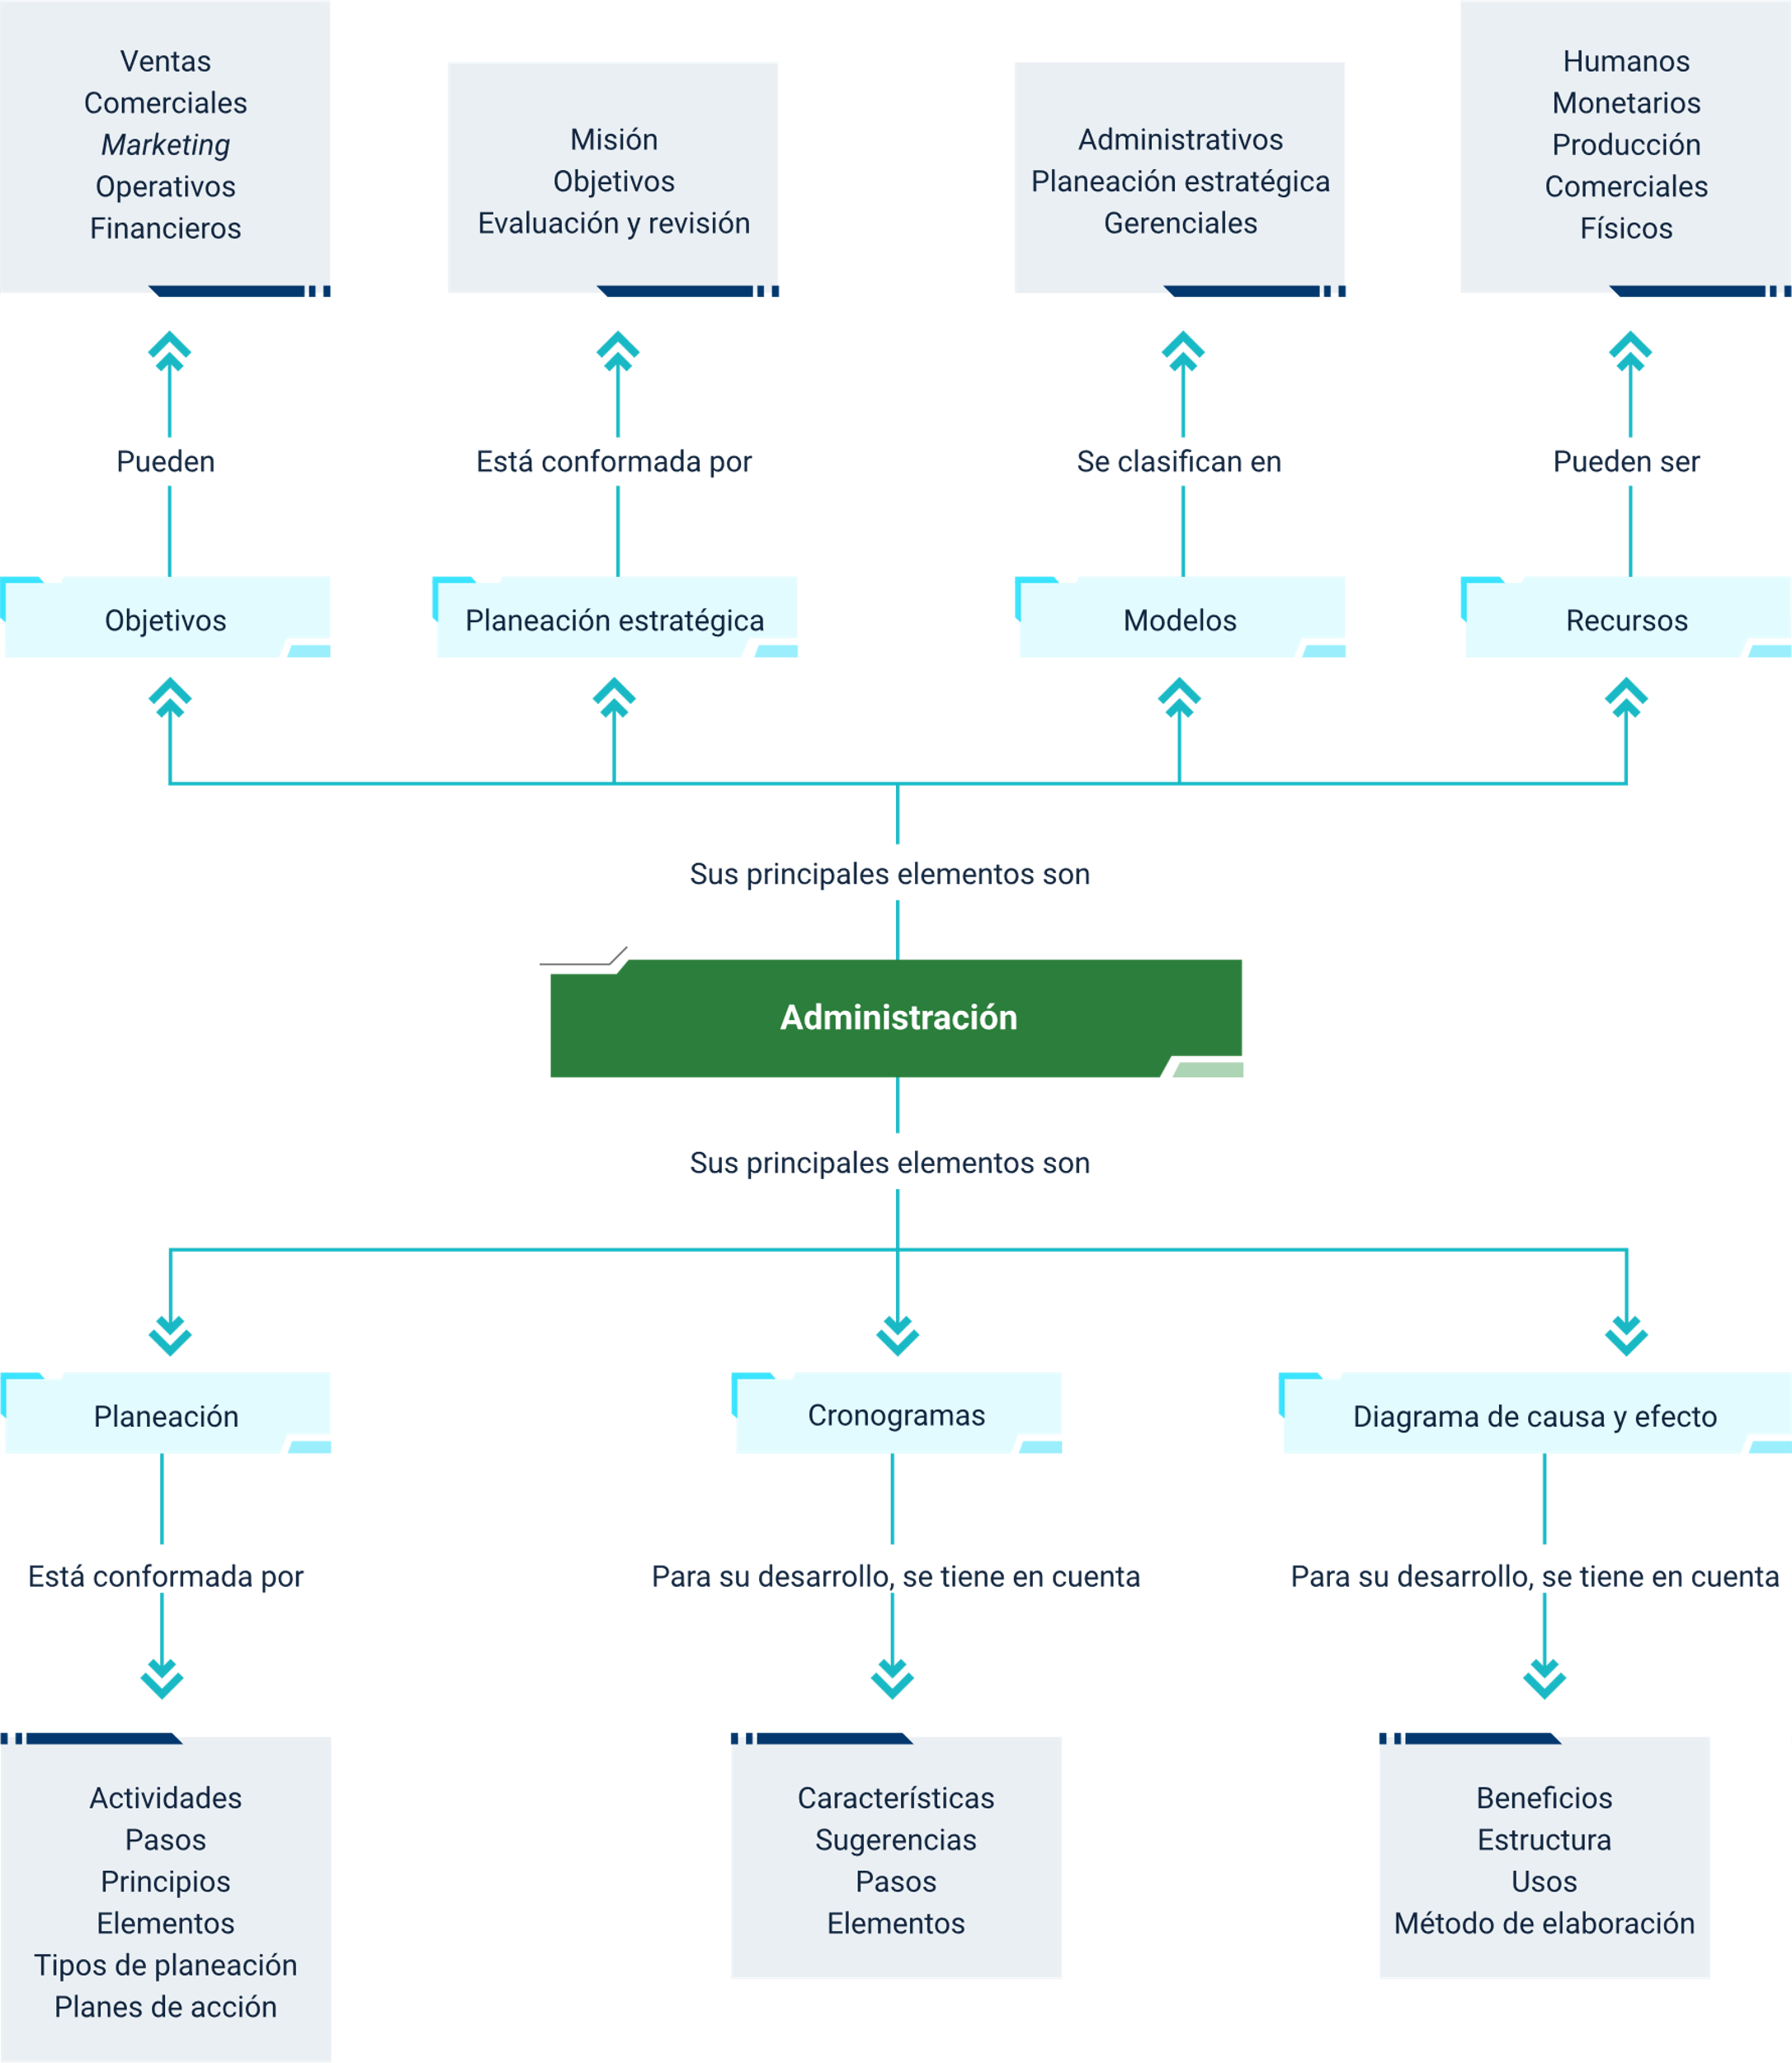 Ventas
Comerciales
Marketing
Operativos
Financieros
Misión
Objetivos
Evaluación y revisión
Administrativos
Planeación estratégica
Gerenciales
Humanos
Monetarios
Producción
Comerciales
Físicos
Pueden
Está conformada por
Se clasifican en
Pueden ser
Objetivos
Planeación estratégica
Modelos
Recursos
Sus principales elementos son
Administración
Sus principales elementos son
Planeación
Cronogramas
Diagrama de causa y efecto
Está conformada por
Para su desarrollo, se tiene en cuenta
Para su desarrollo, se tiene en cuenta
Actividades
Pasos
Principios
Elementos
Tipos de planeación
Planes de acción
Características
Sugerencias
Pasos
Elementos
Beneficios
Estructura
Usos
Método de elaboración